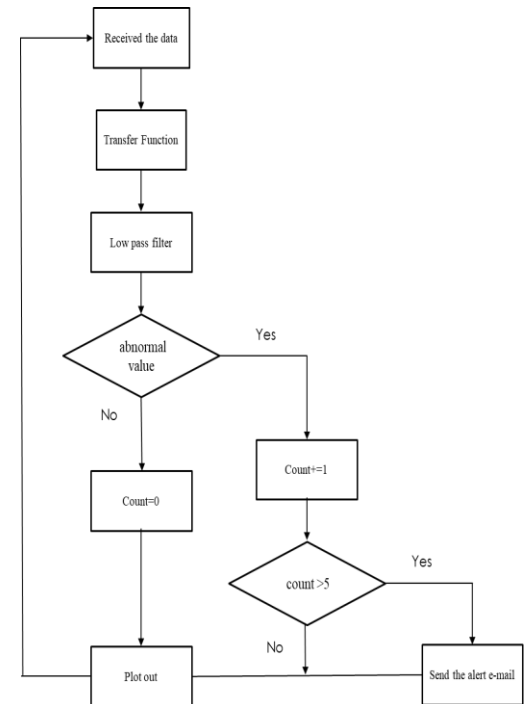 Received the data
Transfer Function
Low pass filter
abnormal
value
Yes
No
Count+=1
Count=0
count >5
Yes
No
Plot out
Send the alert e-mail